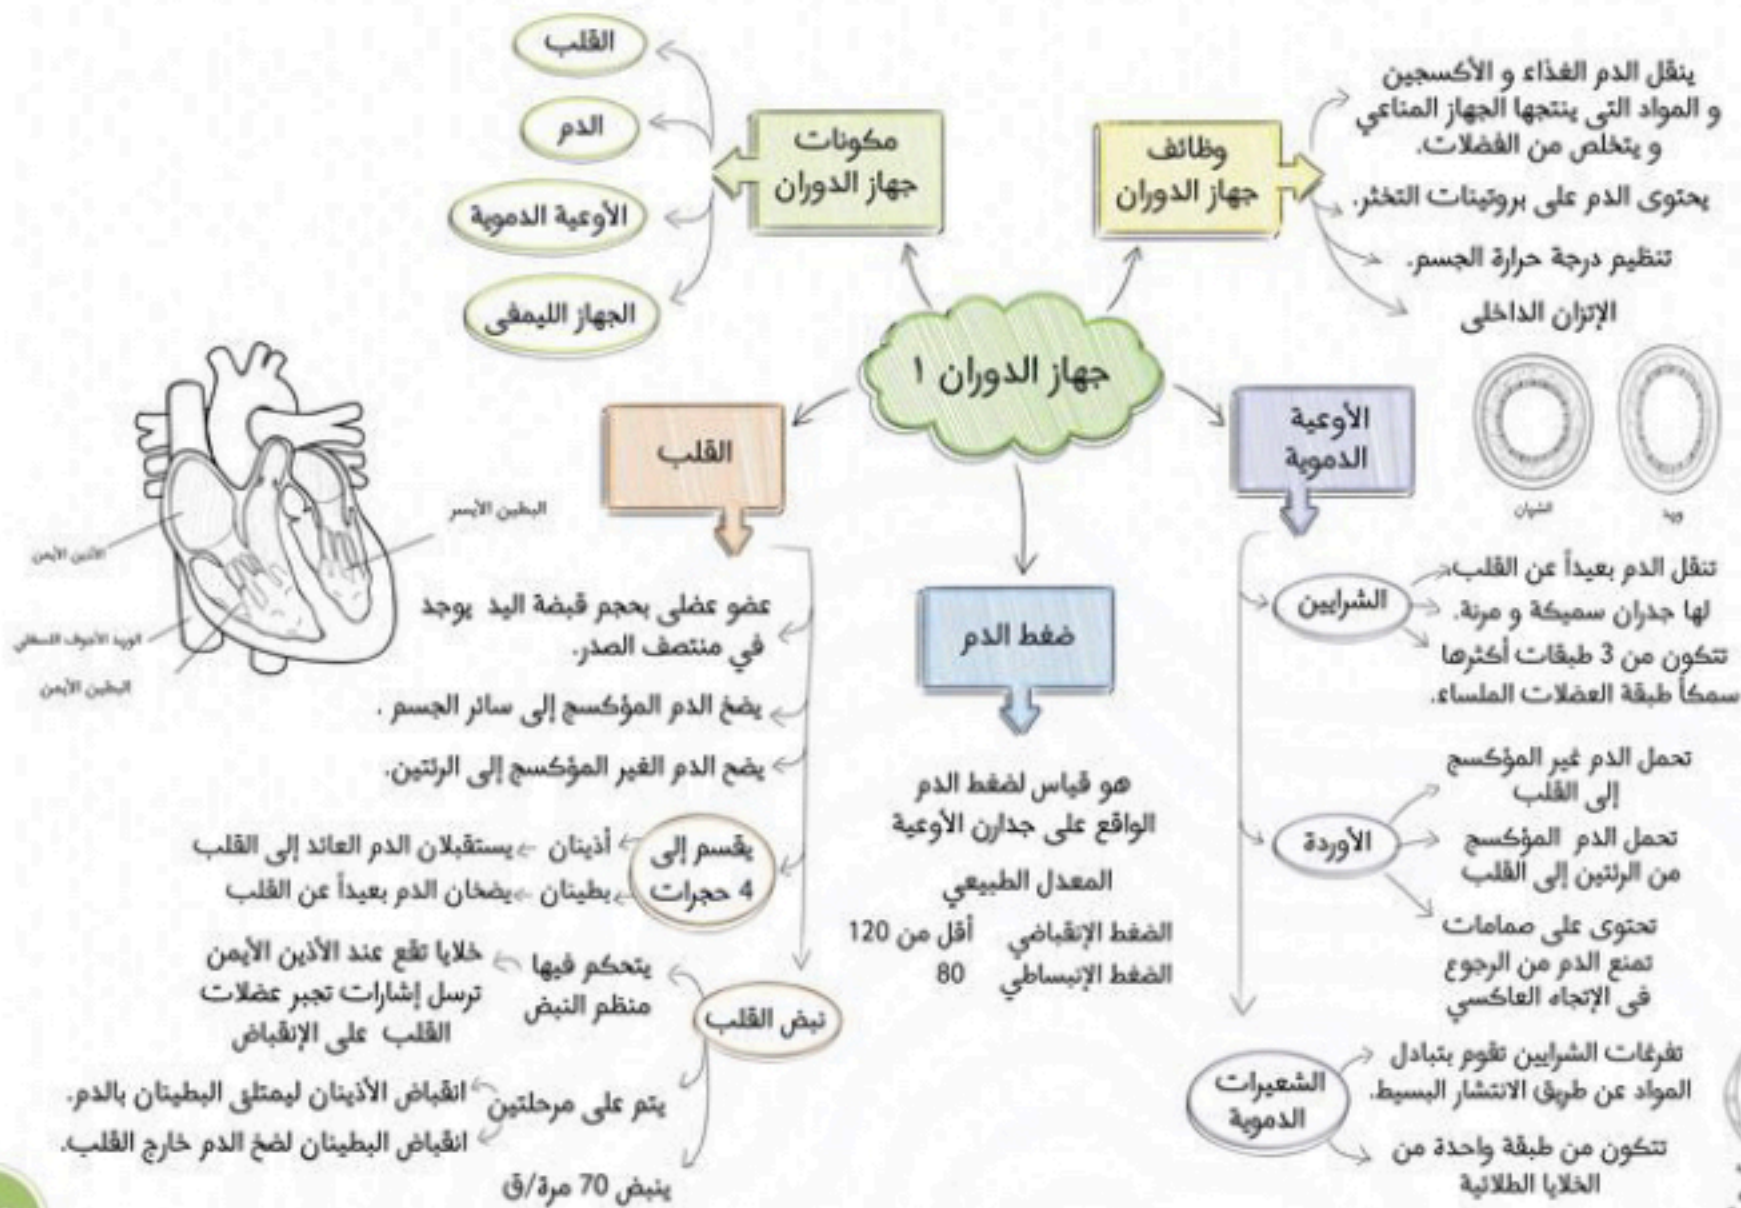 جهاز الدوران ١
وظائف
جهاز الدوران
ينقل الدم الغذاء و الأكسجين
و المواد التى ينتجها الجهاز المناعي
و يتخلص من الفضلات.
يحتوى الدم على بروتينات التخثر.
تنظيم درجة حرارة الجسم.
الإتزان الداخلى
مكونات
جهاز الدوران
القلب
الدم
الأوعية الدموية
الجهاز الليمفى
الأوعية
الدموية
الشريان
وريد
الشرايين
تنقل الدم بعيداً عن القلب.
لها جدران سميكة و مرنة.
تتكون من 3 طبقات أكثرها
سمكاً طبقة العضلات الملساء.
الأوردة
تحمل الدم غير المؤكسج
إلى القلب
تحمل الدم المؤكسج
من الرئتين إلى القلب
تحتوى على صمامات
تمنع الدم من الرجوع
فى الإتجاه العاكسي
الشعيرات
الدموية
تفرغات الشرايين تقوم بتبادل
المواد عن طريق الانتشار البسيط.
تتكون من طبقة واحدة من
الخلايا الطلائية
ضغط الدم
هو قياس لضغط الدم
الواقع على جدارن الأوعية
المعدل الطبيعي
الضغط الإنقباضي أقل من 120
الضغط الإنبساطي 80
القلب
عضو عضلى بحجم قبضة اليد يوجد
في منتصف الصدر.
يضخ الدم المؤكسج إلى سائر الجسم .
يضح الدم الغير المؤكسج إلى الرئتين.
يقسم إلى
4 حجرات
أذينان يستقبلان الدم العائد إلى القلب
بطينان يضخان الدم بعيداً عن القلب
نبض القلب
يتحكم فيها
منظم النبض
خلايا تقع عند الأذين الأيمن
ترسل إشارات تجبر عضلات
القلب على الإنقباض
يتم على مرحلتين
انقباض الأذينان ليمتلئ البطينان بالدم.
انقباض البطينان لضخ الدم خارج القلب.
ينبض 70 مرة/ق
البطين الأيسر
الأذين الأيمن
الوريد الأجوف السفلي
البطين الأيمن